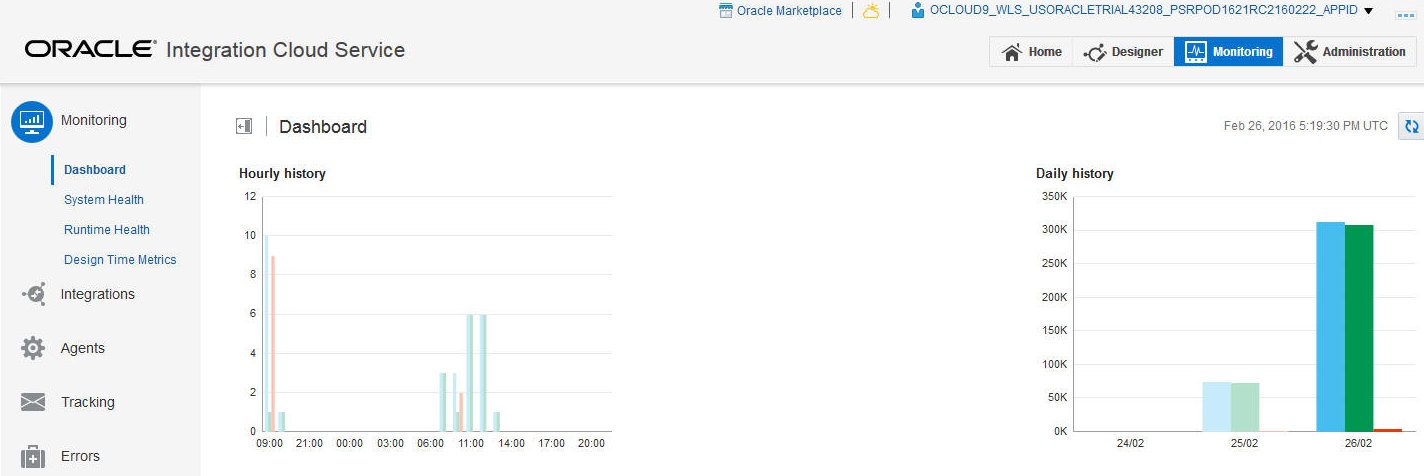 Oracle Marketplace OCLOUD9_WLS_USORACLETRIAL43208_PSRPOD1621RC2160222_APPID
ORACLE Integration Cloud Service
Home Designer Monitoring Administration
Monitoring
Dashboard
System Health
Runtime Health
Design Time Metrics
Integrations
Agents
Tracking
Errors
Dashboard
Feb 26, 2016 5:19:30 PM UTC
Hourly history
12
10
8
6
4
2
0
09:00 21:00 00:00 03:00 06:00 11:00 14:00 17:00 20:00
Daily history
350K
300K
250K
200K
150K
100K
50K
0K
24/02 25/02 26/02